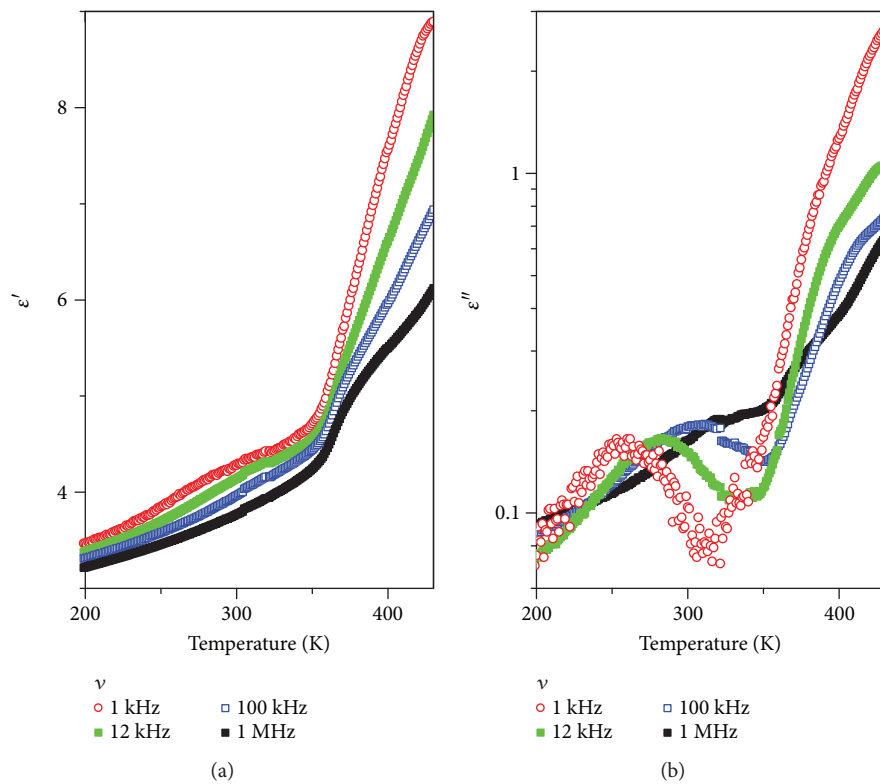 8
6
4
ε′
200
300
400
Temperature (K)
ν
1 kHz
100 kHz
12 kHz
1 MHz
(a)
1
0.1
ε″
200
300
400
Temperature (K)
ν
1 kHz
100 kHz
12 kHz
1 MHz
(b)